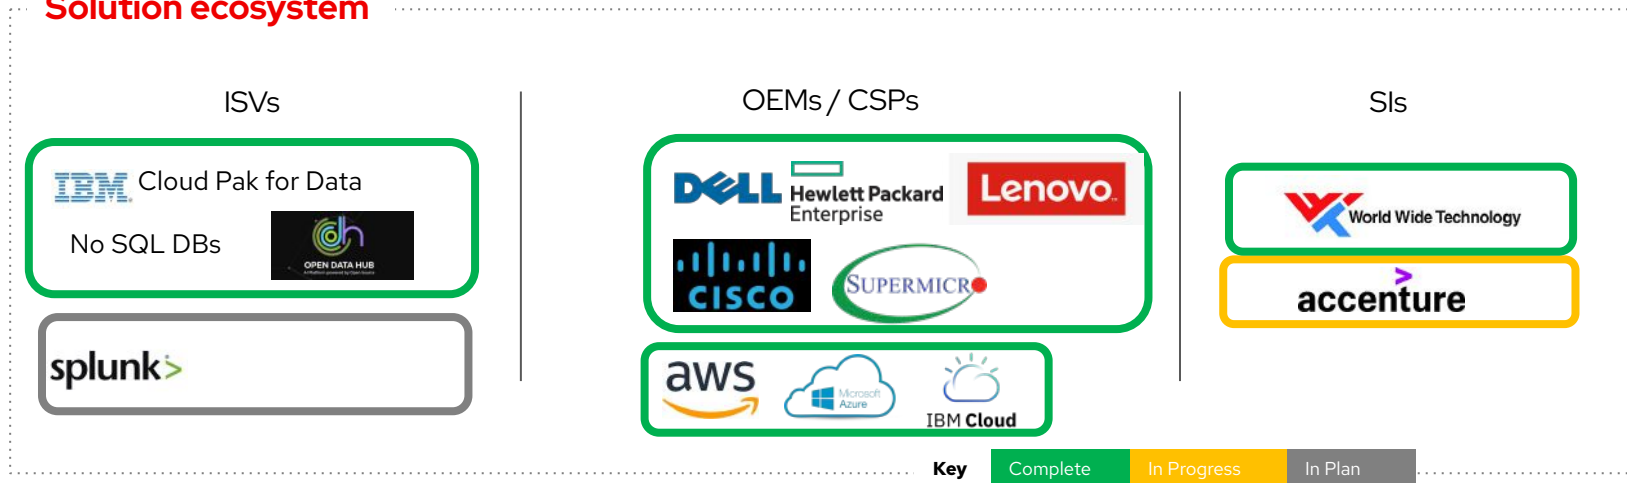 Solution ecosystem
ISVs
IBM Cloud Pak for Data
No SQL DBs
OPEN DATA HUB
splunk>
OEMs / CSPs
DELL
Hewlett Packard
Enterprise
Lenovo
CISCO
SUPERMICRO
aws
Microsoft
Azure
IBM Cloud
SIs
World Wide Technology
accenture
Key
Complete
In Progress
In Plan